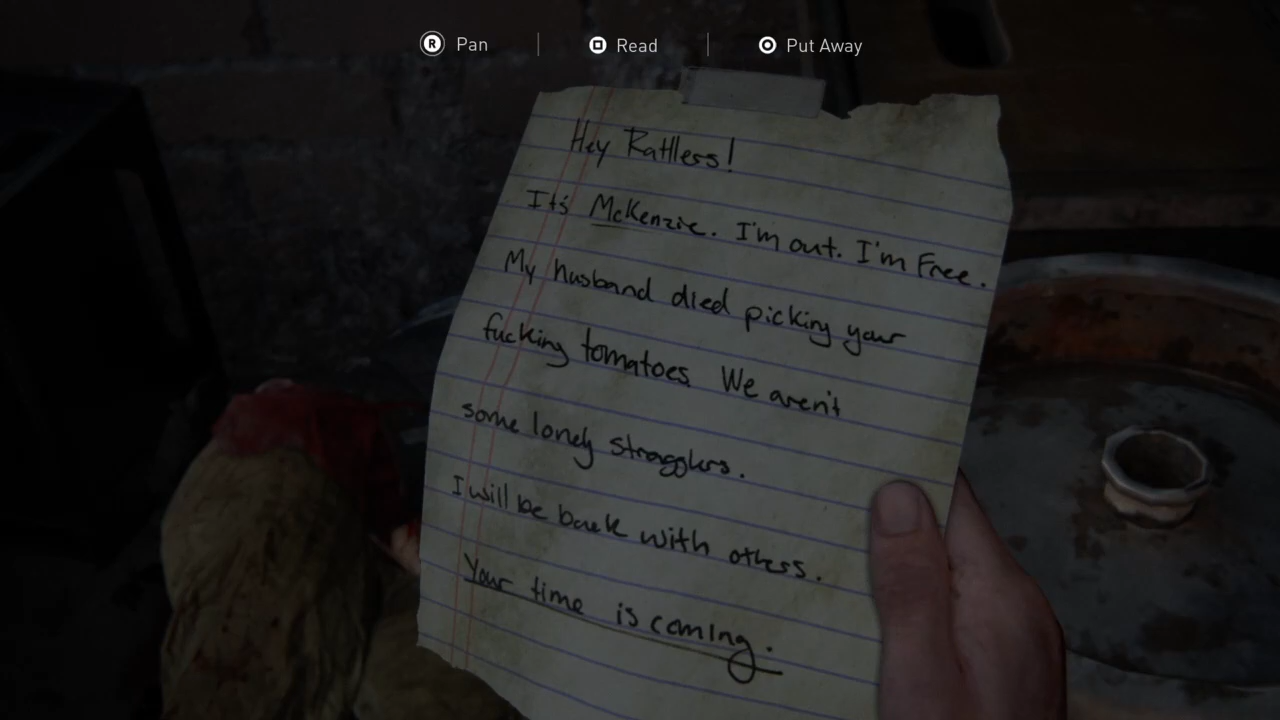 R Pan Read Put Away
Hey Rattlers!
It's McKenzie. I'm out. I'm Free.
My husband died picking your
fucking tomatoes. We aren't
some lonely stragglers.
I will be back with others.
Your time is coming.